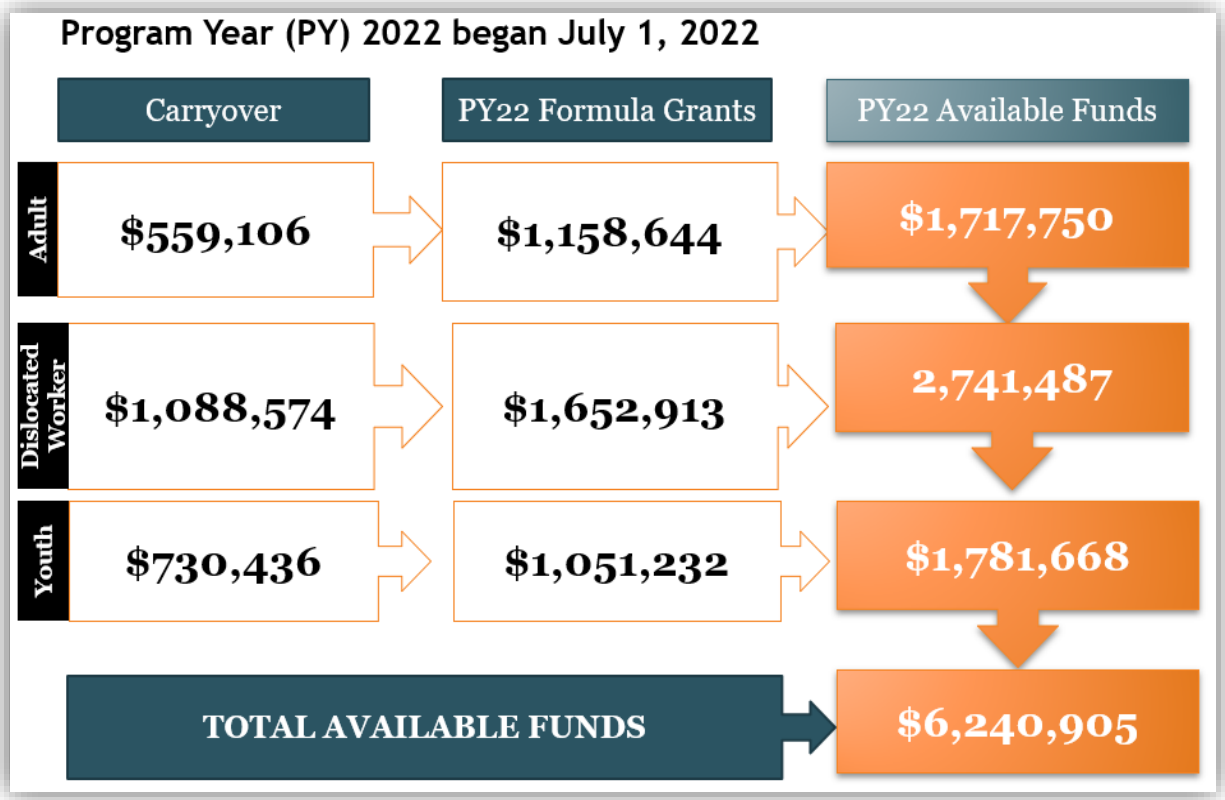 Program Year (PY) 2022 began July 1, 2022
Carryover
PY22 Formula Grants
PY22 Available Funds
Adult
$559,106
$1,158,644
$1,717,750
Dislocated
Worker
$1,088,574
$1,652,913
2,741,487
Youth
$730,436
$1,051,232
$1,781,668
TOTAL AVAILABLE FUNDS
$6,240,905